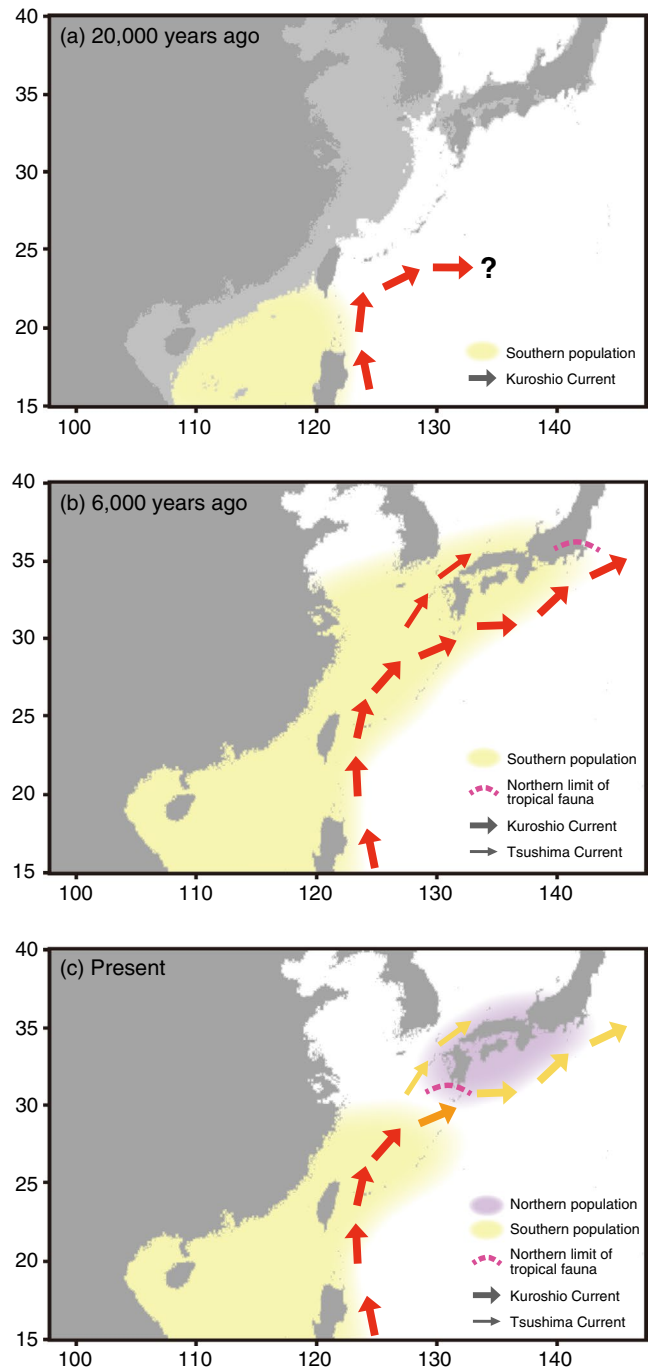 40
(a) 20,000 years ago
35
30
25
?
20
Southern population
Kuroshio Current
15
100 110 120 130 140
40
(b) 6,000 years ago
35
30
25
Southern population
20
Northern limit of
tropical fauna
Kuroshio Current
Tsushima Current
15
100 110 120 130 140
40
(c) Present
35
30
25
Northern population
Southern population
20
Northern limit of
tropical fauna
Kuroshio Current
Tsushima Current
15
100 110 120 130 140